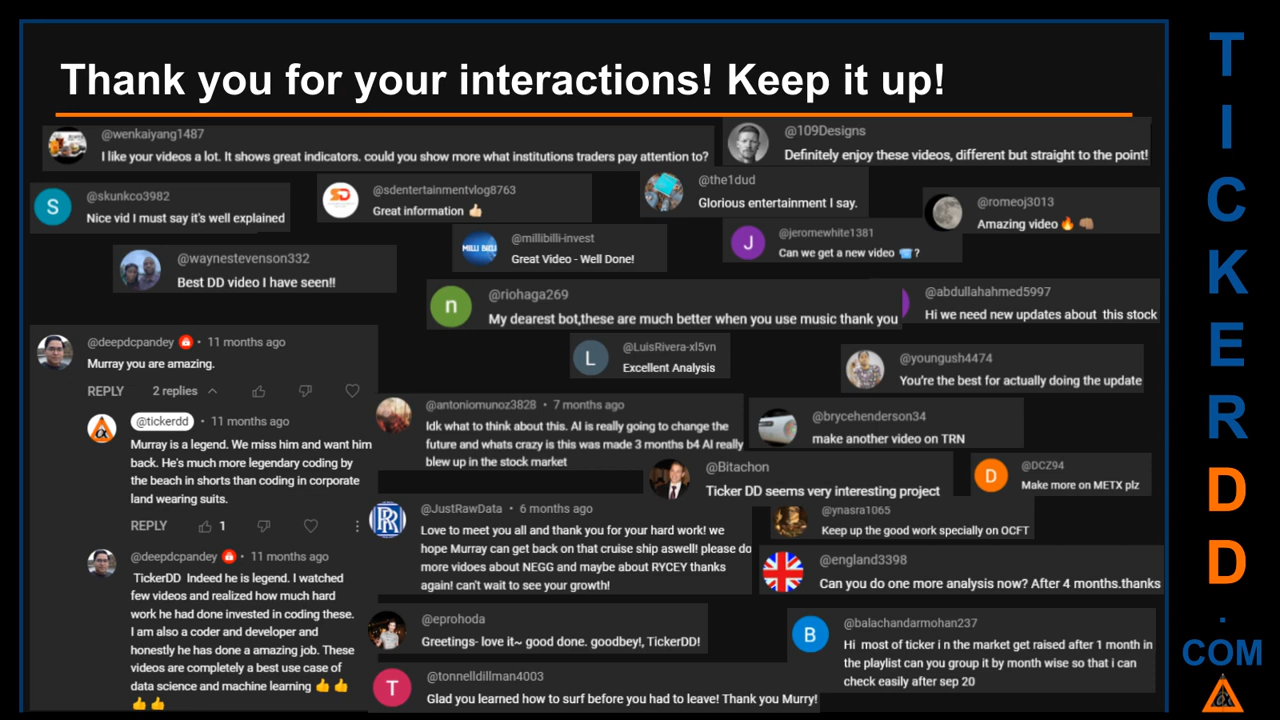 Thank you for your interactions! Keep it up!
@wenkaiyang1487
I like your videos a lot. It shows great indicators. could you show more what institutions traders pay attention to?
@109Designs
Definitely enjoy these videos, different but straight to the point!
@skunkco3982
Nice vid I must say it's well explained
@sdentertainmentvlog8763
Great information 👍🏻
@the1dud
Glorious entertainment I say.
@romeoj3013
Amazing video 🔥 👊🏽
@millibilli-invest
Great Video - Well Done!
@jeromewhite1381
Can we get a new video ?
@waynestevenson332
Best DD video I have seen!!
@riohaga269
My dearest bot,these are much better when you use music thank you
@abdullahahmed5997
Hi we need new updates about this stock
@LuisRivera-xl5vn
Excellent Analysis
@youngush4474
You're the best for actually doing the update
@deepdcpandey • 11 months ago
Murray you are amazing.
REPLY 2 replies
@tickerdd • 11 months ago
Murray is a legend. We miss him and want him
back. He's much more legendary coding by
the beach in shorts than coding in corporate
land wearing suits.
REPLY 1
@deepdcpandey • 11 months ago
TickerDD Indeed he is legend. I watched
few videos and realized how much hard
work he had done invested in coding these.
I am also a coder and developer and
honestly he has done a amazing job. These
videos are completely a best use case of
data science and machine learning 👍 👍
👍 👍
@antoniomunoz3828 • 7 months ago
Idk what to think about this. AI is really going to change the
future and whats crazy is this was made 3 months b4 AI really
blew up in the stock market
@brycehenderson34
make another video on TRN
@Bitachon
Ticker DD seems very interesting project
@DCZ94
Make more on METX plz
@JustRawData • 6 months ago
Love to meet you all and thank you for your hard work! we
hope Murray can get back on that cruise ship aswell! please do
more vidoes about NEGG and maybe about RYCEY thanks
again! can't wait to see your growth!
@ynasra1065
Keep up the good work specially on OCFT
@england3398
Can you do one more analysis now? After 4 months.thanks
@eprohoda
Greetings- love it~ good done. goodbey!, TickerDD!
@balachandarmohan237
Hi most of ticker i n the market get raised after 1 month in
the playlist can you group it by month wise so that i can
check easily after sep 20
@tonnelldillman4003
Glad you learned how to surf before you had to leave! Thank you Murry!
S
MILLI BILLI
J
n
L
D
B
T
TICKERDD
.
COM